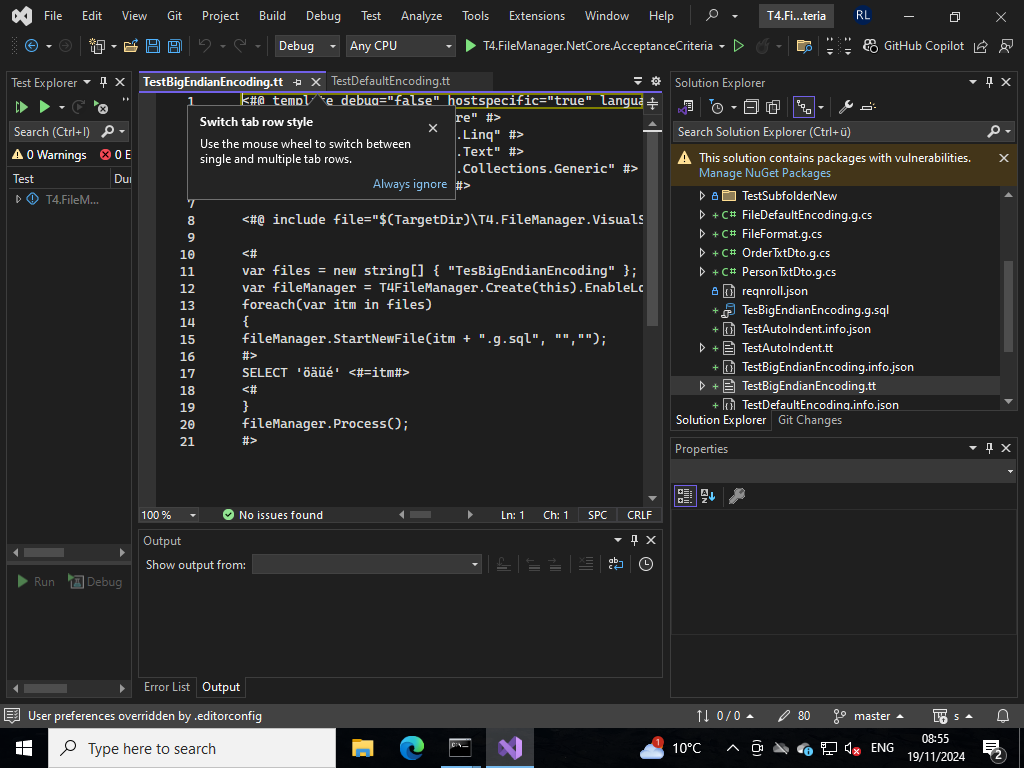 File Edit View Git Project Build Debug Test Analyze Tools Extensions Window Help T4.Fi...teria RL
Debug Any CPU T4.FileManager.NetCore.AcceptanceCriteria GitHub Copilot
Test Explorer
Search (Ctrl+I)
0 Warnings 0 E
Test Du
T4.FileM...
Run Debug
TestBigEndianEncoding.tt TestDefaultEncoding.tt
1 <#@ template debug="false" hostspecific="true" langua
re" #>
.Linq" #>
.Text" #>
.Collections.Generic" #>
" #>
7
8 <#@ include file="$(TargetDir)\T4.FileManager.VisualS
9
10 <#
11 var files = new string[] { "TesBigEndianEncoding" };
12 var fileManager = T4FileManager.Create(this).EnableLo
13 foreach(var itm in files)
14 {
15 fileManager.StartNewFile(itm + ".g.sql", "","");
16 #>
17 SELECT 'öäüé' <#=itm#>
18 <#
19 }
20 fileManager.Process();
21 #>
Switch tab row style
Use the mouse wheel to switch between
single and multiple tab rows.
Always ignore
100 % No issues found Ln: 1 Ch: 1 SPC CRLF
Output
Show output from:
Error List Output
Solution Explorer
Search Solution Explorer (Ctrl+ü)
This solution contains packages with vulnerabilities.
Manage NuGet Packages
TestSubfolderNew
C# FileDefaultEncoding.g.cs
C# FileFormat.g.cs
C# OrderTxtDto.g.cs
C# PersonTxtDto.g.cs
reqnroll.json
TesBigEndianEncoding.g.sql
TestAutoIndent.info.json
TestAutoIndent.tt
TestBigEndianEncoding.info.json
TestBigEndianEncoding.tt
TestDefaultEncoding.info.json
Solution Explorer Git Changes
Properties
User preferences overridden by .editorconfig 0 / 0 80 master s
Type here to search 1 10°C ENG 08:55
19/11/2024 2